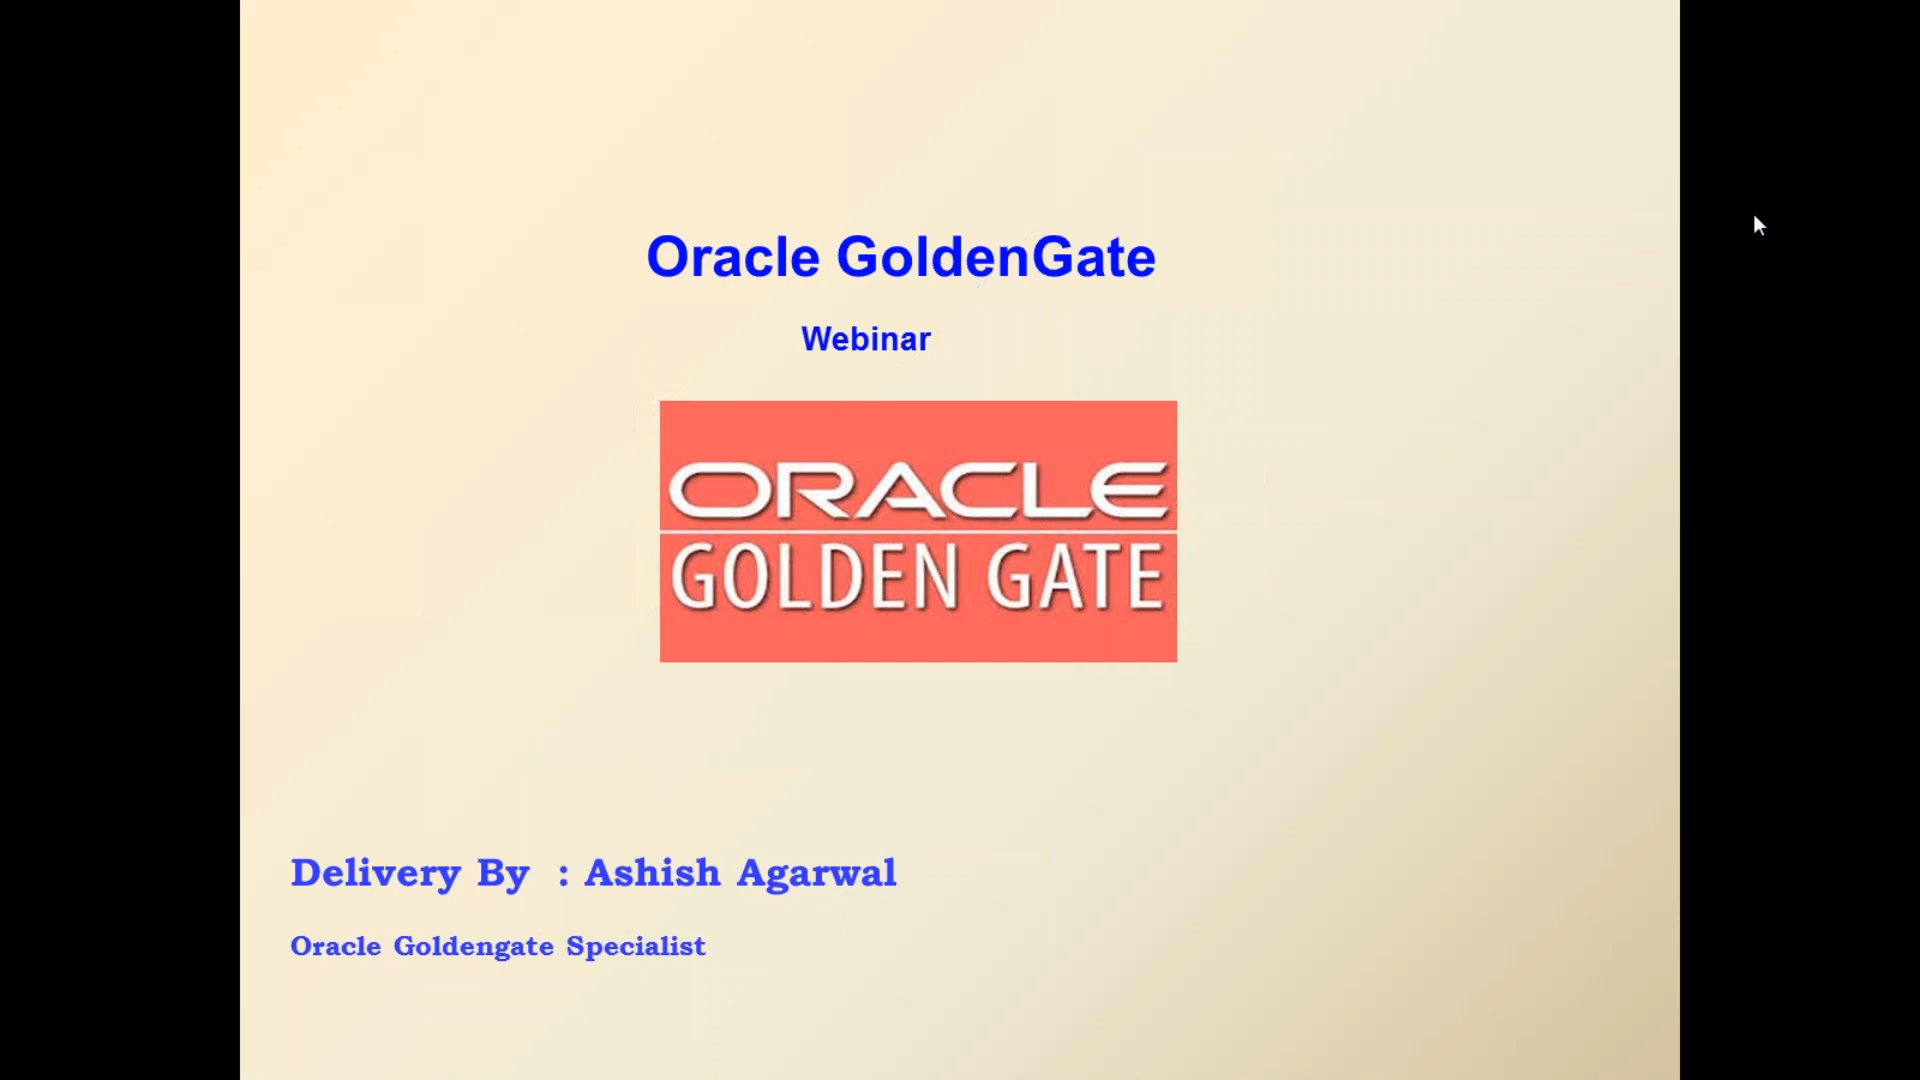 Oracle GoldenGate
Webinar
ORACLE
GOLDEN GATE
Delivery By : Ashish Agarwal
Oracle Goldengate Specialist